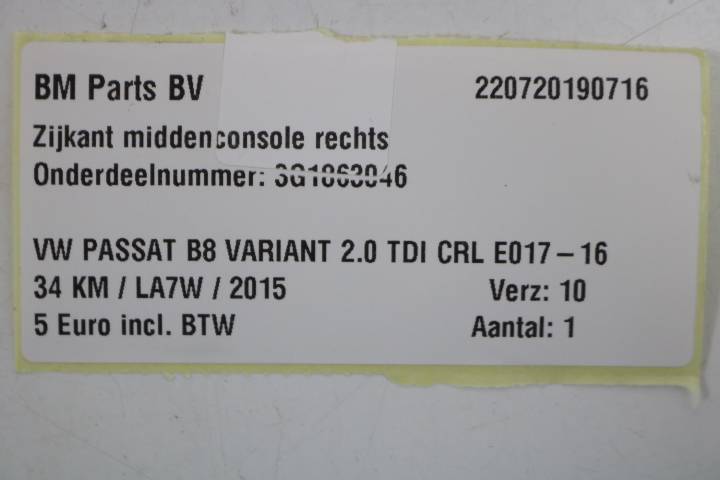 BM Parts BV 220720190716
Zijkant middenconsole rechts
Onderdeelnummer: 3G1863046
VW PASSAT B8 VARIANT 2.0 TDI CRL E017 – 16
34 KM / LA7W / 2015 Verz: 10
5 Euro incl. BTW Aantal: 1